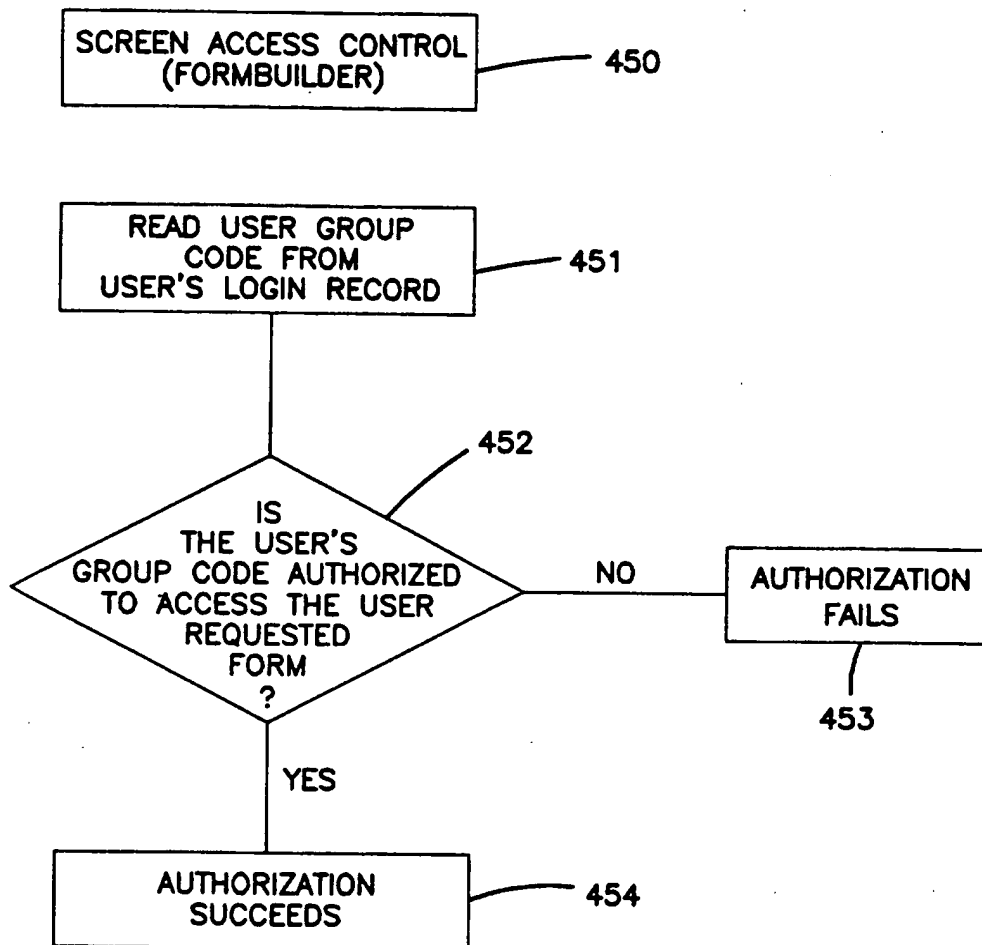 SCREEN ACCESS CONTROL
(FORMBUILDER)
450
READ USER GROUP
CODE FROM
USER'S LOGIN RECORD
451
452
IS
THE USER'S
GROUP CODE AUTHORIZED
TO ACCESS THE USER
REQUESTED
FORM
?
NO
AUTHORIZATION
FAILS
453
YES
AUTHORIZATION
SUCCEEDS
454